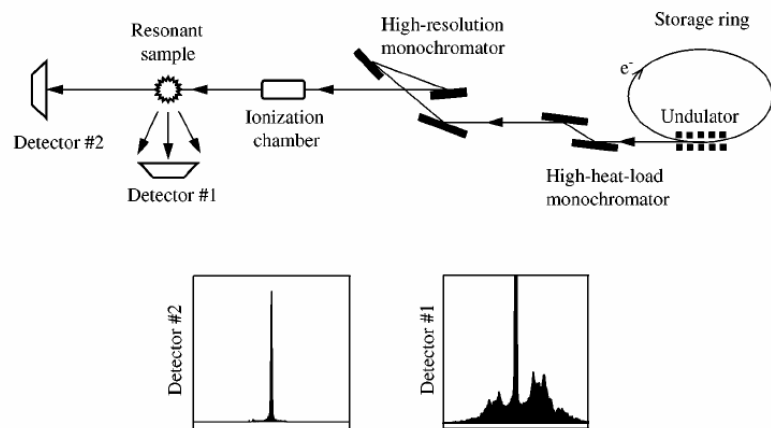 Storage ring
High-resolution
monochromator
Resonant
sample
e-
Undulator
Ionization
chamber
Detector #2
Detector #1
High-heat-load
monochromator
Detector #2
Detector #1